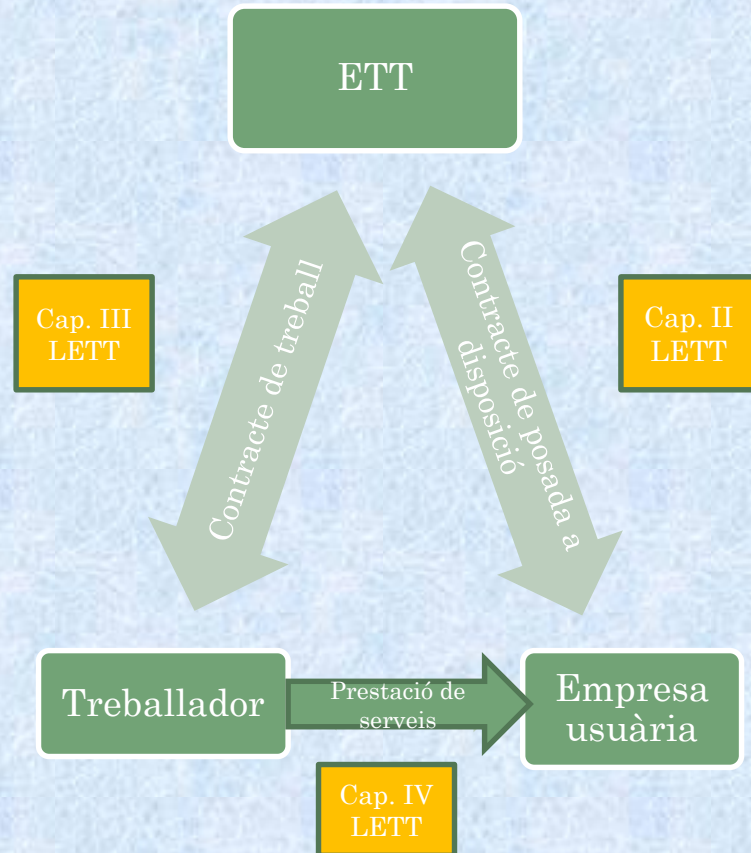 ETT
Cap. III
LETT
Contracte de treball
Contracte de posada a
disposició
Cap. II
LETT
Treballador
Prestació de
serveis
Empresa
usuària
Cap. IV
LETT